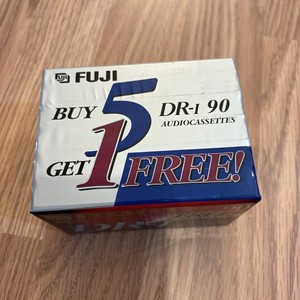 FUJI
BUY 5 DR-I 90
AUDIOCASSETTES
GET 1 FREE!